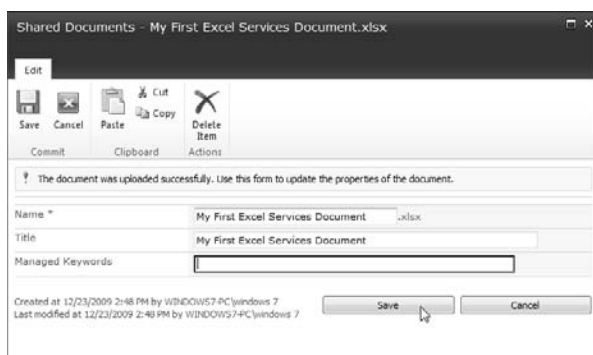 Shared Documents - My First Excel Services Document.xlsx
Edit
Save Cancel Paste Cut Copy Delete Item
Commit Clipboard Actions
The document was uploaded successfully. Use this form to update the properties of the document.
Name * My First Excel Services Document .xlsx
Title My First Excel Services Document
Managed Keywords
Created at 12/23/2009 2:48 PM by WINDOWS7-PC\windows 7
Last modified at 12/23/2009 2:48 PM by WINDOWS7-PC\windows 7
Save Cancel